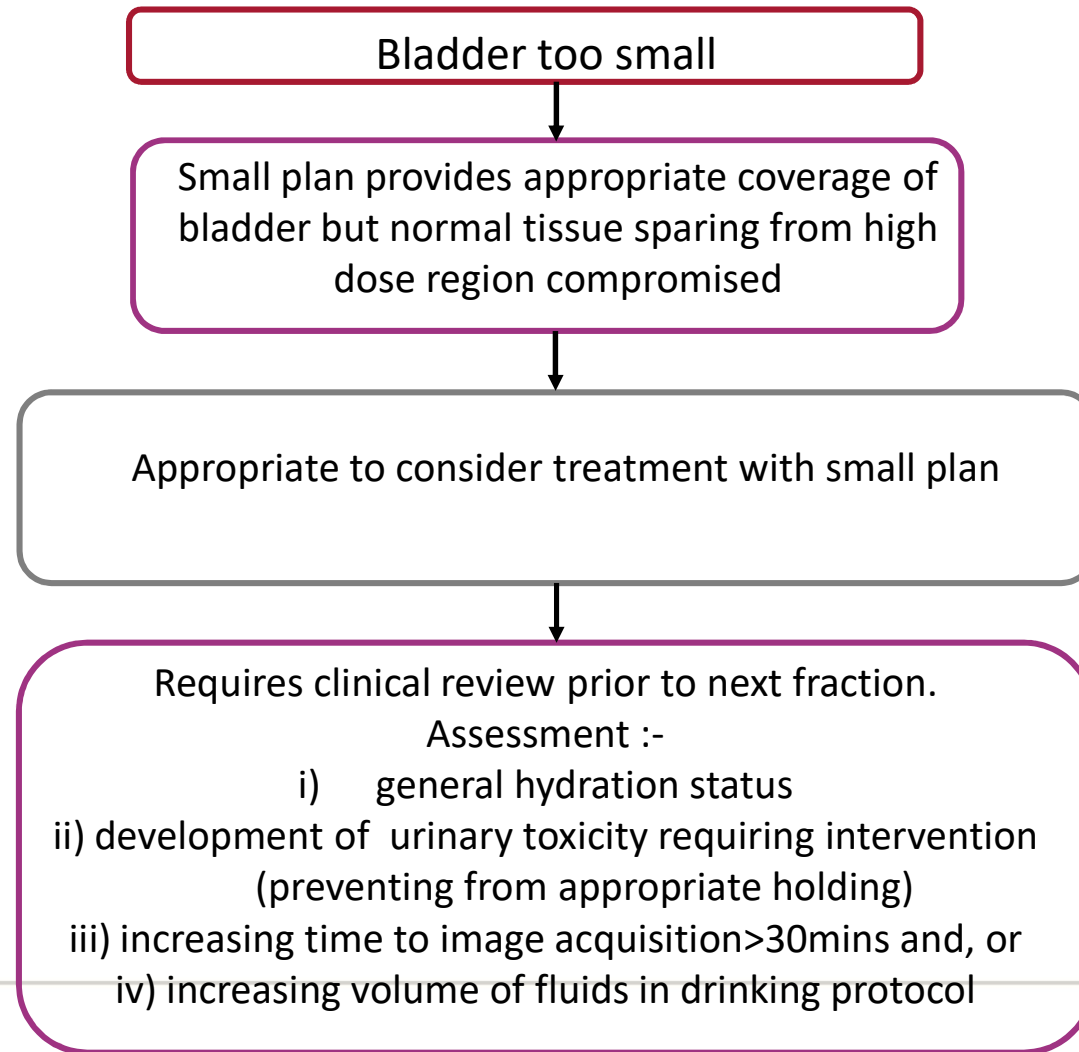 Bladder too small
Small plan provides appropriate coverage of
bladder but normal tissue sparing from high
dose region compromised
Appropriate to consider treatment with small plan
Requires clinical review prior to next fraction.
Assessment :-
i) general hydration status
ii) development of urinary toxicity requiring intervention
(preventing from appropriate holding)
iii) increasing time to image acquisition>30mins and, or
iv) increasing volume of fluids in drinking protocol